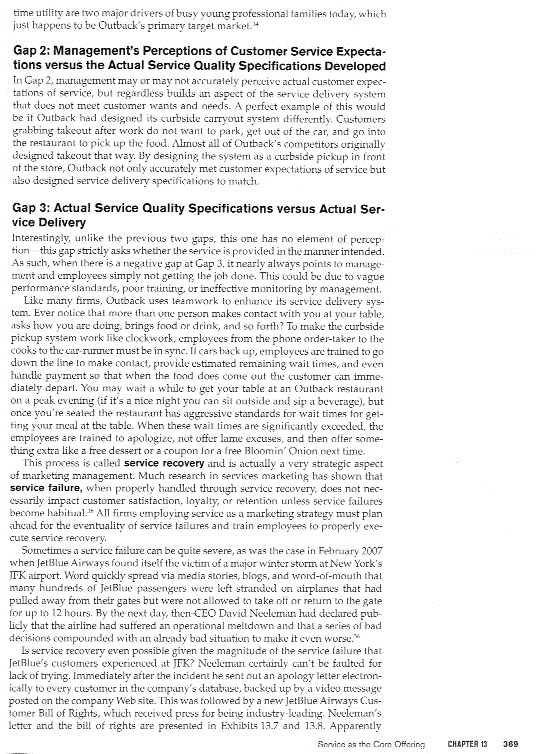 time utility are two major drivers of busy young professional families today, which
just happens to be Outback's primary target market.³⁴
Gap 2: Management's Perceptions of Customer Service Expecta-
tions versus the Actual Service Quality Specifications Developed
In Gap 2, management may or may not accurately perceive actual customer expec-
tations of service, but regardless builds an aspect of the service delivery system
that does not meet customer wants and needs. A perfect example of this would
be if Outback had designed its curbside carryout system differently. Customers
grabbing takeout after work do not want to park, get out of the car, and go into
the restaurant to pick up the food. Almost all of Outback's competitors originally
designed takeout that way. By designing the system as a curbside pickup in front
of the store, Outback not only accurately met customer expectations of service but
also designed service delivery specifications to match.
Gap 3: Actual Service Quality Specifications versus Actual Ser-
vice Delivery
Interestingly, unlike the previous two gaps, this one has no element of percep-
tion—this gap strictly asks whether the service is provided in the manner intended.
As such, when there is a negative gap at Gap 3, it nearly always points to manage-
ment and employees simply not getting the job done. This could be due to vague
performance standards, poor training, or ineffective monitoring by management.
Like many firms, Outback uses teamwork to enhance its service delivery sys-
tem. Ever notice that more than one person makes contact with you at your table,
asks how you are doing, brings food or drink, and so forth? To make the curbside
pickup system work like clockwork, employees from the phone order-taker to the
cooks to the car-runner must be in sync. If cars back up, employees are trained to go
down the line to make contact, provide estimated remaining wait times, and even
handle payment so that when the food does come out the customer can imme-
diately depart. You may wait a while to get your table at an Outback restaurant
on a peak evening (if it's a nice night you can sit outside and sip a beverage), but
once you're seated the restaurant has aggressive standards for wait times for get-
ting your meal at the table. When these wait times are significantly exceeded, the
employees are trained to apologize, not offer lame excuses, and then offer some-
thing extra like a free dessert or a coupon for a free Bloomin' Onion next time.
This process is called service recovery and is actually a very strategic aspect
of marketing management. Much research in services marketing has shown that
service failure, when properly handled through service recovery, does not nec-
essarily impact customer satisfaction, loyalty, or retention unless service failures
become habitual.³⁵ All firms employing service as a marketing strategy must plan
ahead for the eventuality of service failures and train employees to properly exe-
cute service recovery.
Sometimes a service failure can be quite severe, as was the case in February 2007
when JetBlue Airways found itself the victim of a major winter storm at New York's
JFK airport. Word quickly spread via media stories, blogs, and word-of-mouth that
many hundreds of JetBlue passengers were left stranded on airplanes that had
pulled away from their gates but were not allowed to take off or return to the gate
for up to 12 hours. By the next day, then-CEO David Neeleman had declared pub-
licly that the airline had suffered an operational meltdown and that a series of bad
decisions compounded with an already bad situation to make it even worse.³⁶
Is service recovery even possible given the magnitude of the service failure that
JetBlue's customers experienced at JFK? Neeleman certainly can't be faulted for
lack of trying. Immediately after the incident he sent out an apology letter electron-
ically to every customer in the company's database, backed up by a video message
posted on the company Web site. This was followed by a new JetBlue Airways Cus-
tomer Bill of Rights, which received press for being industry-leading. Neeleman's
letter and the bill of rights are presented in Exhibits 13.7 and 13.8. Apparently
Service as the Core Offering CHAPTER 13 369